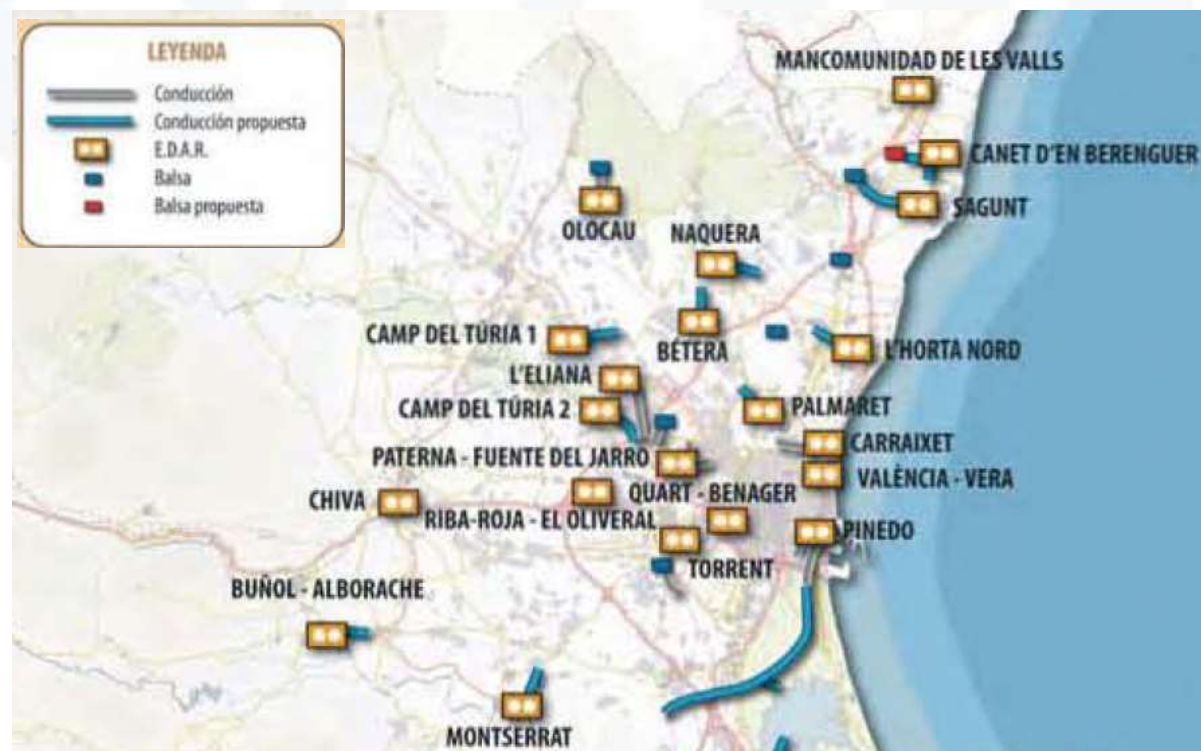 LEYENDA
Conducción
Conducción propuesta
E.D.A.R.
Balsa
Balsa propuesta
MANCOMUNIDAD DE LES VALLS
CANET D'EN BERENGUER
SAGUNT
OLOCAU
NAQUERA
CAMP DEL TÚRIA 1
BÉTERA
L'HORTA NORD
L'ELIANA
CAMP DEL TÚRIA 2
PALMARET
CARRAIXET
PATERNA - FUENTE DEL JARRO
VALÈNCIA - VERA
CHIVA
QUART - BENAGER
RIBA-ROJA - EL OLIVERAL
PINEDO
TORRENT
BUÑOL - ALBORACHE
MONTSERRAT